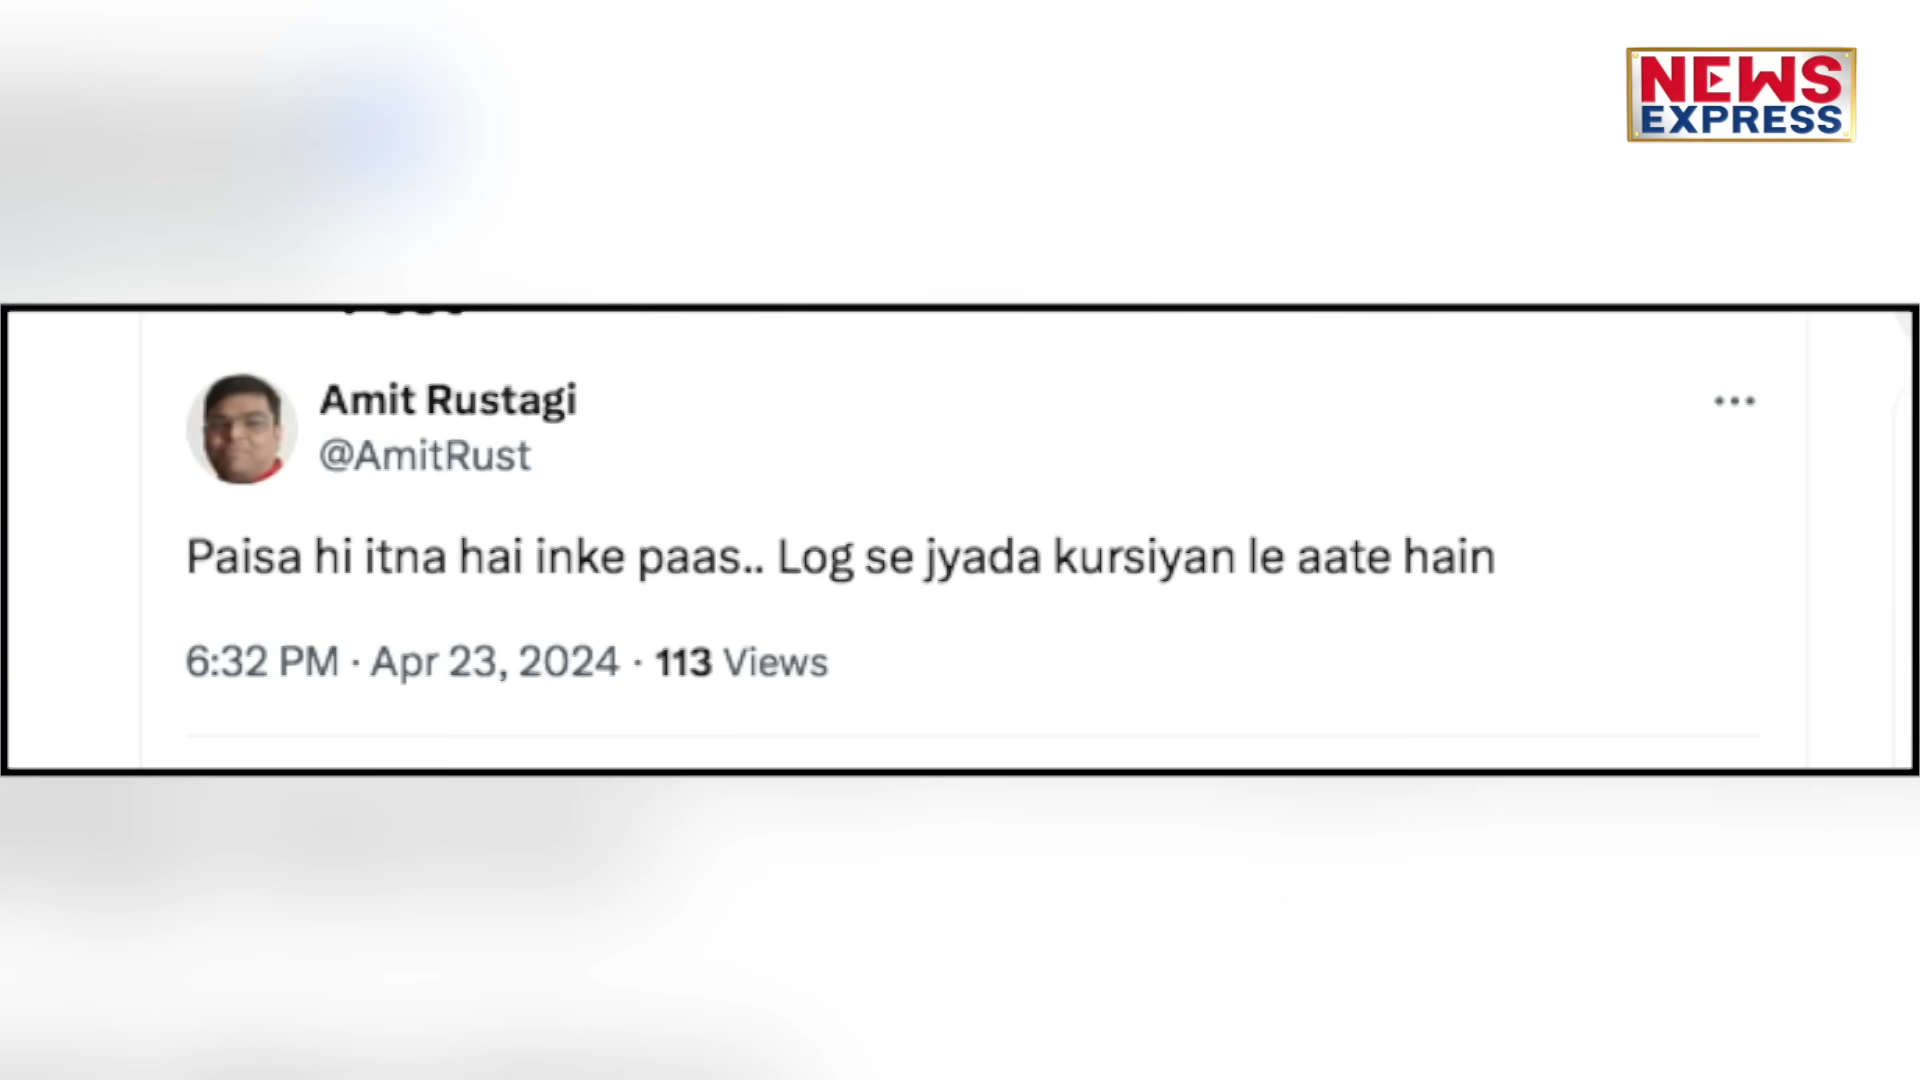 NEWS
EXPRESS
Amit Rustagi
@AmitRust
Paisa hi itna hai inke paas.. Log se jyada kursiyan le aate hain
6:32 PM · Apr 23, 2024 · 113 Views